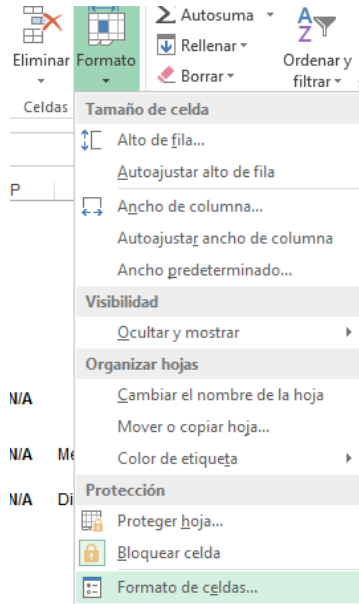 Autosuma
Eliminar Formato Rellenar Ordenar y
Borrar filtrar
Celdas
Tamaño de celda
Alto de fila...
Autoajustar alto de fila
P
Ancho de columna...
Autoajustar ancho de columna
Ancho predeterminado...
Visibilidad
Ocultar y mostrar
Organizar hojas
N/A Cambiar el nombre de la hoja
Mover o copiar hoja...
N/A Me Color de etiqueta
Protección
N/A Di Proteger hoja...
Bloquear celda
Formato de celdas...